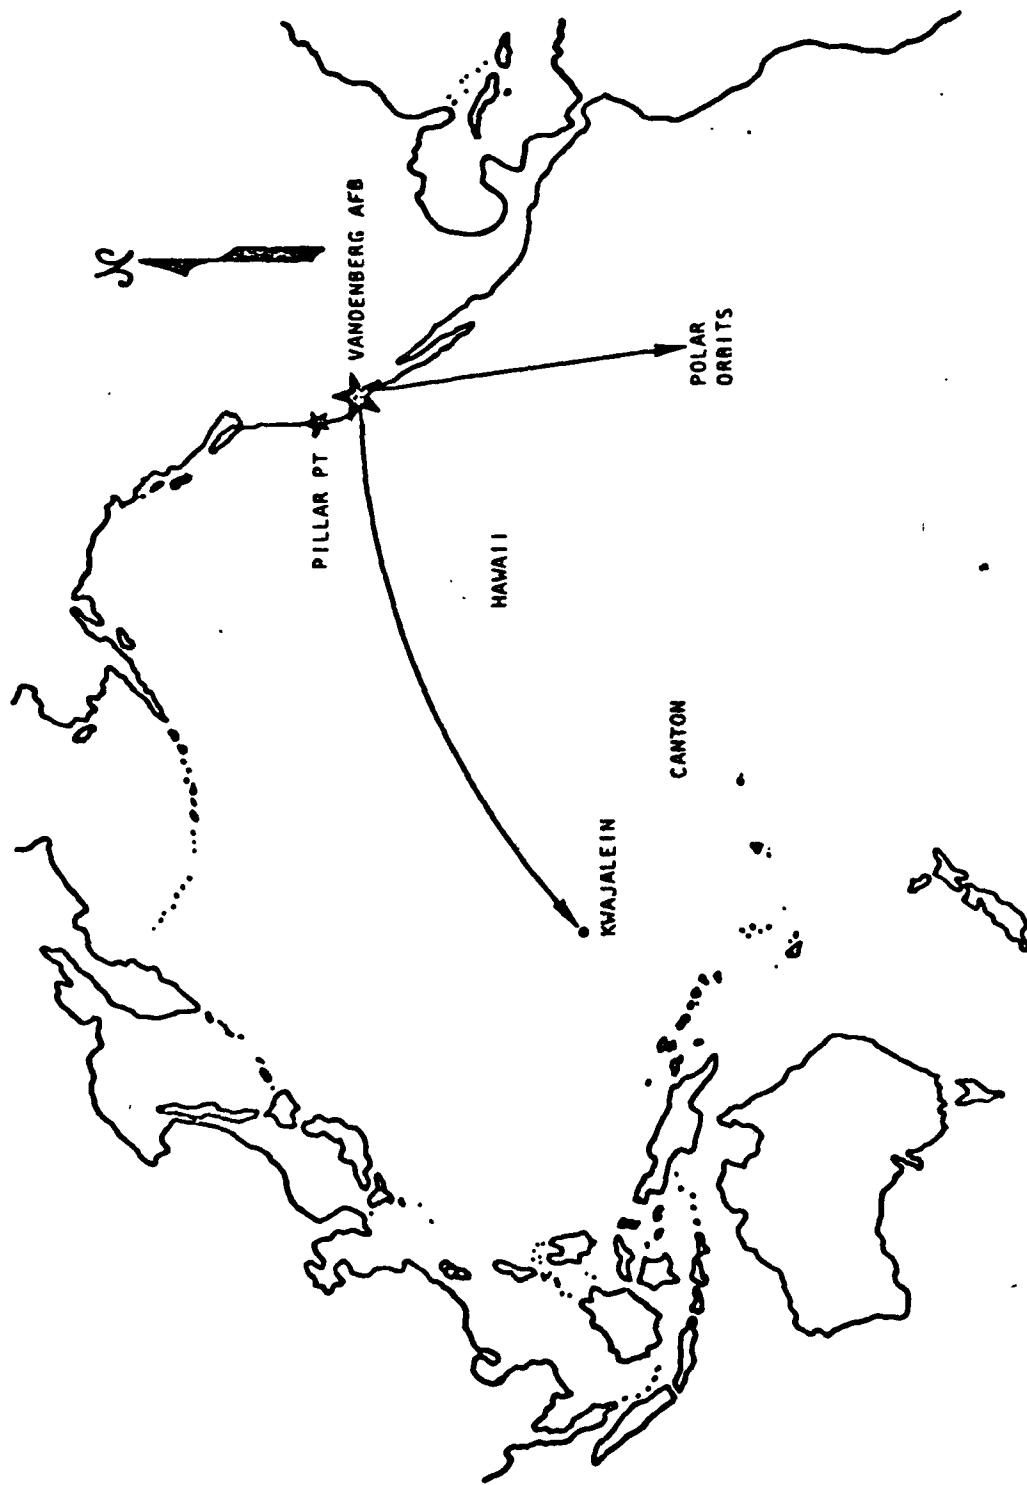 N
PILLAR PT
VANDENBERG AFB
HAWAII
KWAJALEIN
CANTON
POLAR
ORBITS